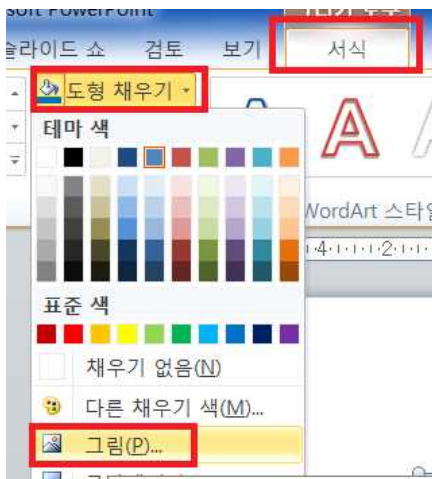 soft PowerPoint
슬라이드 쇼 검토 보기 서식
도형 채우기
테마 색
WordArt 스타일
4 2
표준 색
채우기 없음(N)
다른 채우기 색(M)...
그림(P)...